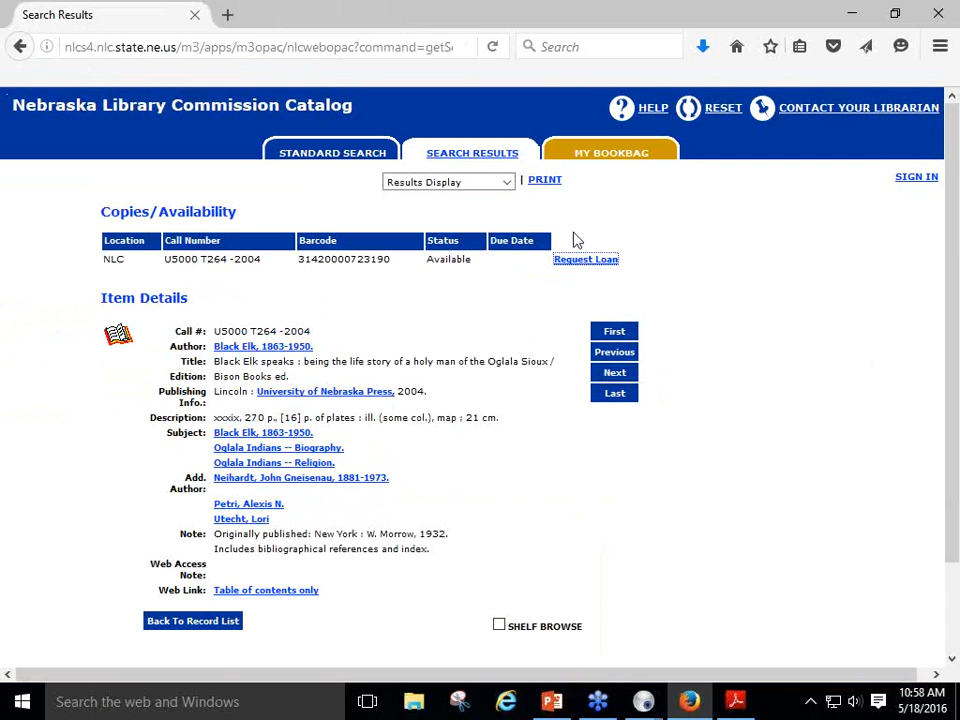 Search Results
nlcs4.nlc.state.ne.us/m3/apps/m3opac/nlcwebopac?command=getSe
Search
Nebraska Library Commission Catalog
HELP RESET CONTACT YOUR LIBRARIAN
STANDARD SEARCH SEARCH RESULTS MY BOOKBAG
Results Display | PRINT SIGN IN
Copies/Availability
Location Call Number Barcode Status Due Date
NLC U5000 T264 -2004 31420000723190 Available Request Loan
Item Details
Call #: U5000 T264 -2004 First
Author: Black Elk, 1863-1950.
Title: Black Elk speaks : being the life story of a holy man of the Oglala Sioux / Previous
Edition: Bison Books ed. Next
Publishing Info.: Lincoln : University of Nebraska Press, 2004. Last
Description: xxxix, 270 p., [16] p. of plates : ill. (some col.), map ; 21 cm.
Subject: Black Elk, 1863-1950.
Oglala Indians -- Biography.
Oglala Indians -- Religion.
Add. Author: Neihardt, John Gneisenau, 1881-1973.
Petri, Alexis N.
Utecht, Lori
Note: Originally published: New York : W. Morrow, 1932.
Includes bibliographical references and index.
Web Access Note:
Web Link: Table of contents only
Back To Record List SHELF BROWSE
Search the web and Windows
10:58 AM
5/18/2016